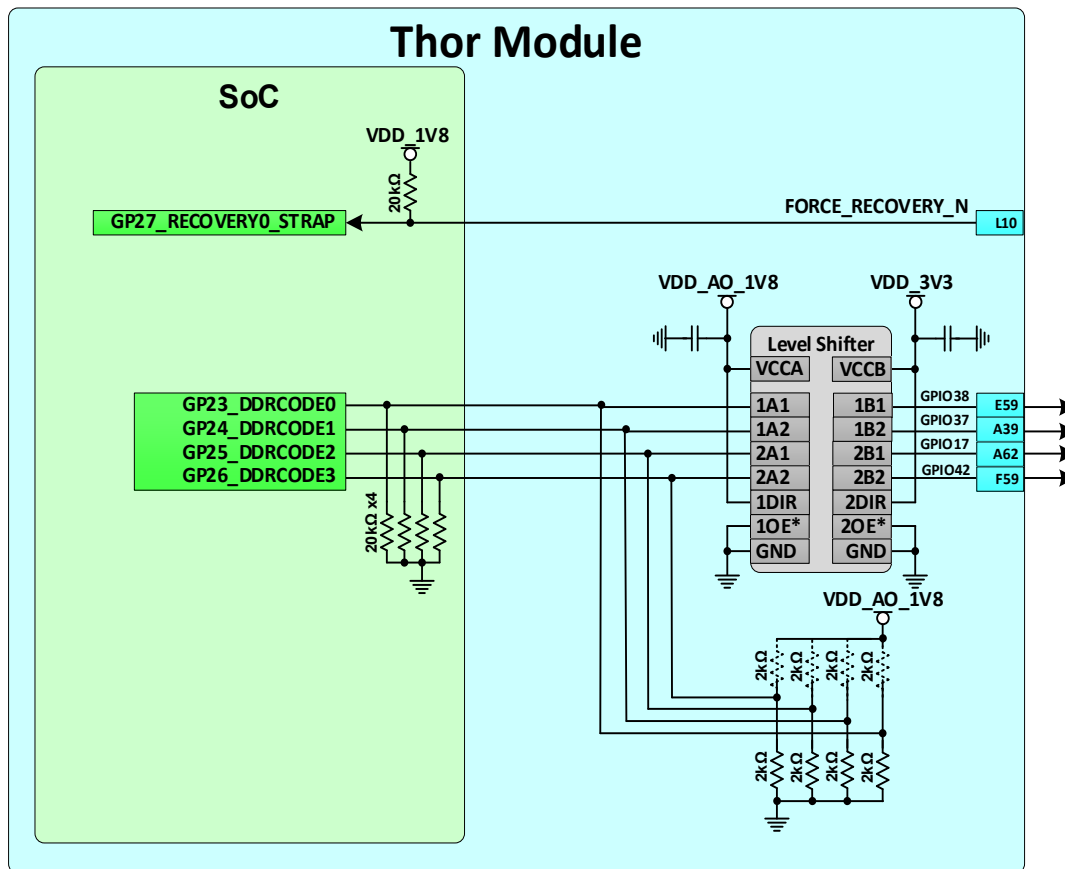 Thor Module
SoC
VDD_1V8
20kΩ
GP27_RECOVERY0_STRAP
FORCE_RECOVERY_N
L10
VDD_AO_1V8
VDD_3V3
Level Shifter
VCCA
VCCB
GP23_DDRCODE0
1A1
1B1
GPIO38
E59
GP24_DDRCODE1
1A2
1B2
GPIO37
A39
GP25_DDRCODE2
2A1
2B1
GPIO17
A62
GP26_DDRCODE3
2A2
2B2
GPIO42
F59
1DIR
2DIR
20kΩ x4
1OE*
2OE*
GND
GND
VDD_AO_1V8
2kΩ
2kΩ
2kΩ
2kΩ
2kΩ
2kΩ
2kΩ
2kΩ